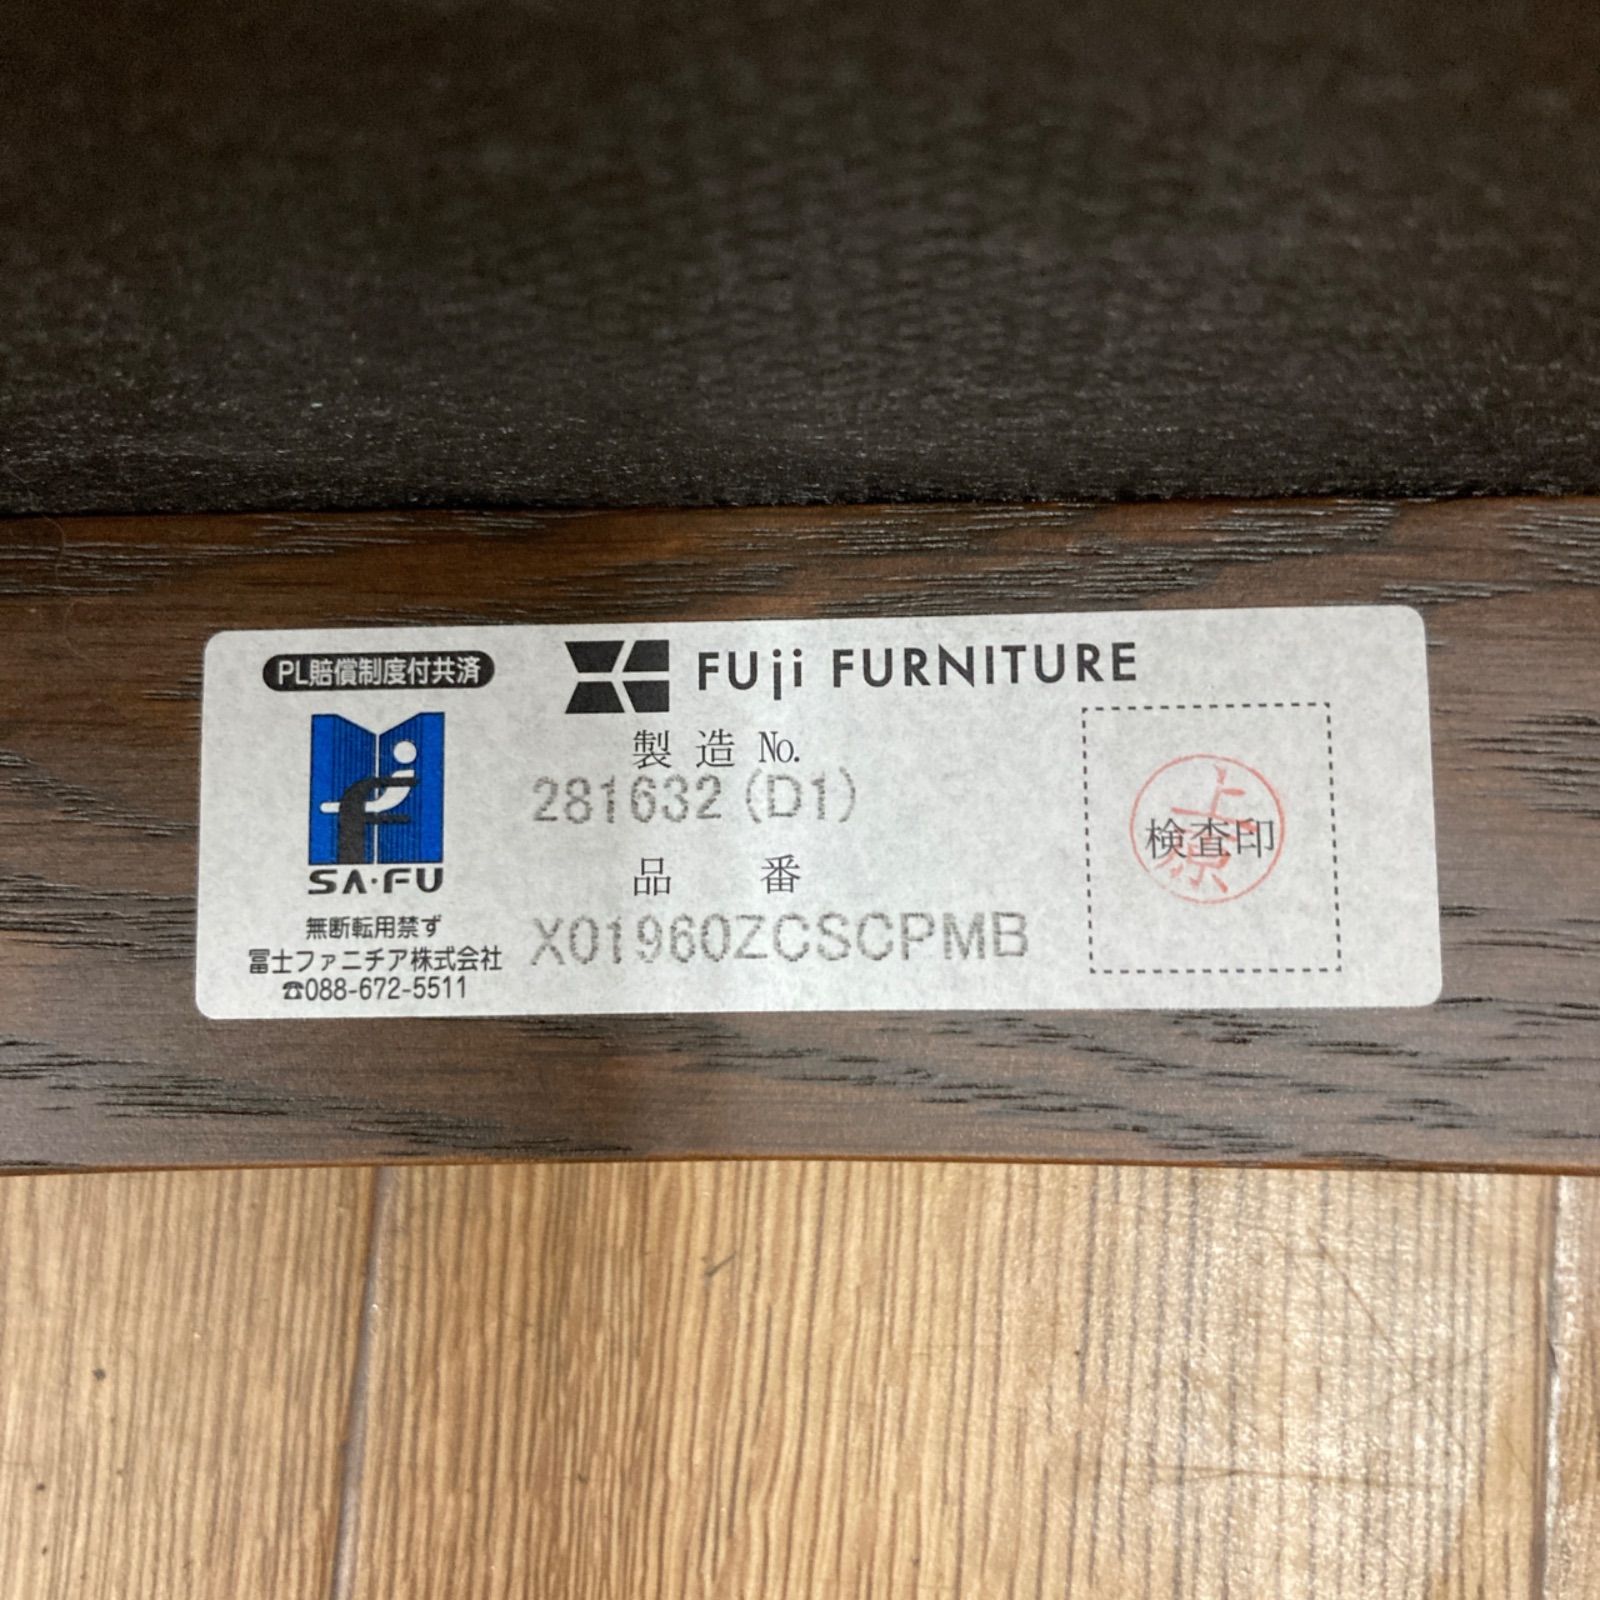 PL賠償制度付共済
FUji FURNITURE
製造 No.
281632 (D1)
品番
X01960ZCSCPMB
SA・FU
無断転用禁ず
冨士ファニチア株式会社
☎088-672-5511
検査印
上原